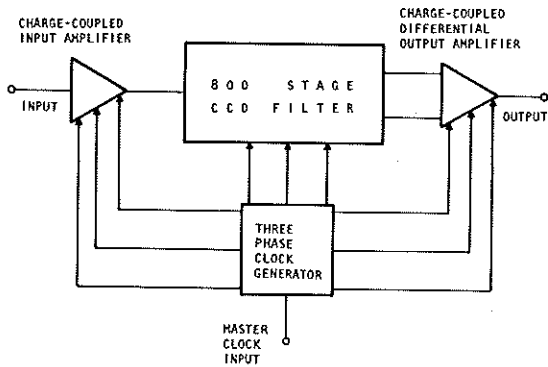 CHARGE-COUPLED
INPUT AMPLIFIER
CHARGE-COUPLED
DIFFERENTIAL
OUTPUT AMPLIFIER
800 STAGE
CCD FILTER
INPUT
OUTPUT
THREE
PHASE
CLOCK
GENERATOR
MASTER
CLOCK
INPUT